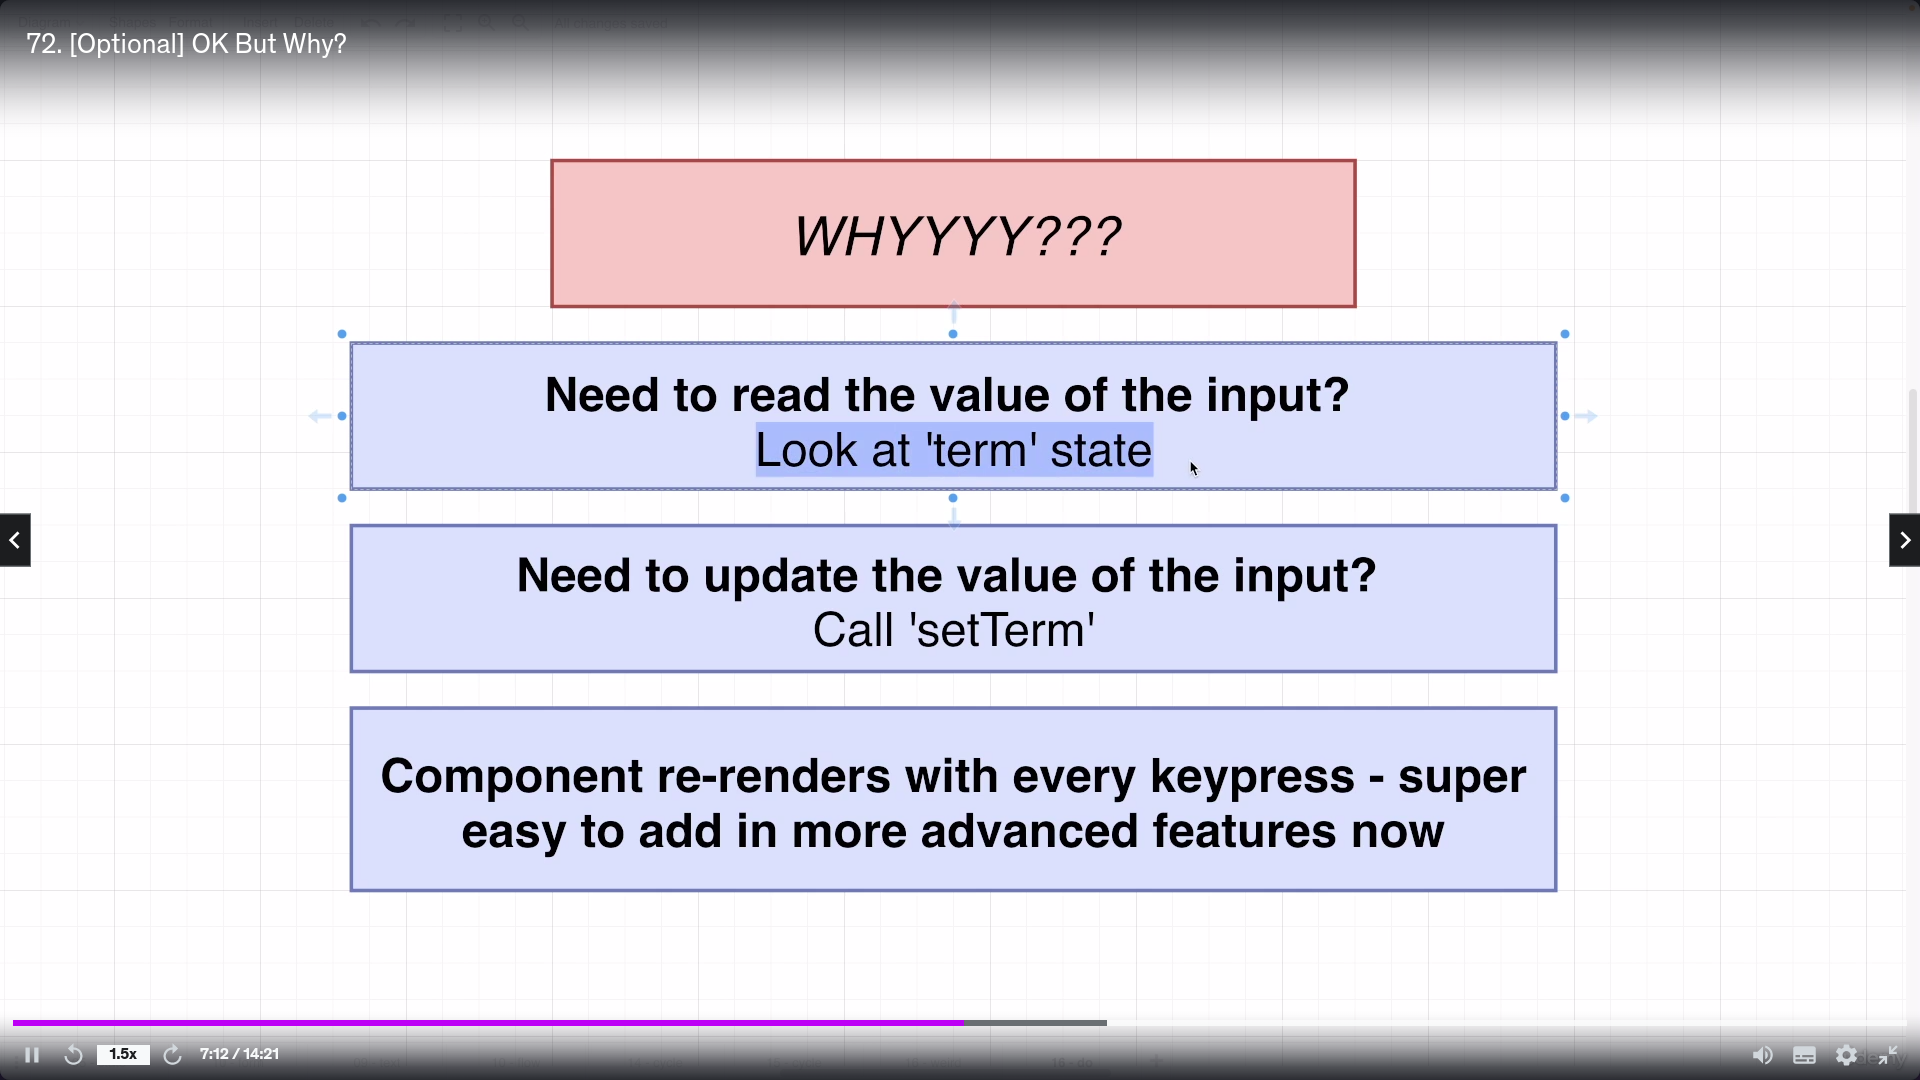 72. [Optional] OK But Why?
WHYYYY???
Need to read the value of the input?
Look at 'term' state
Need to update the value of the input?
Call 'setTerm'
Component re-renders with every keypress - super
easy to add in more advanced features now
1.5x
7:12 / 14:21